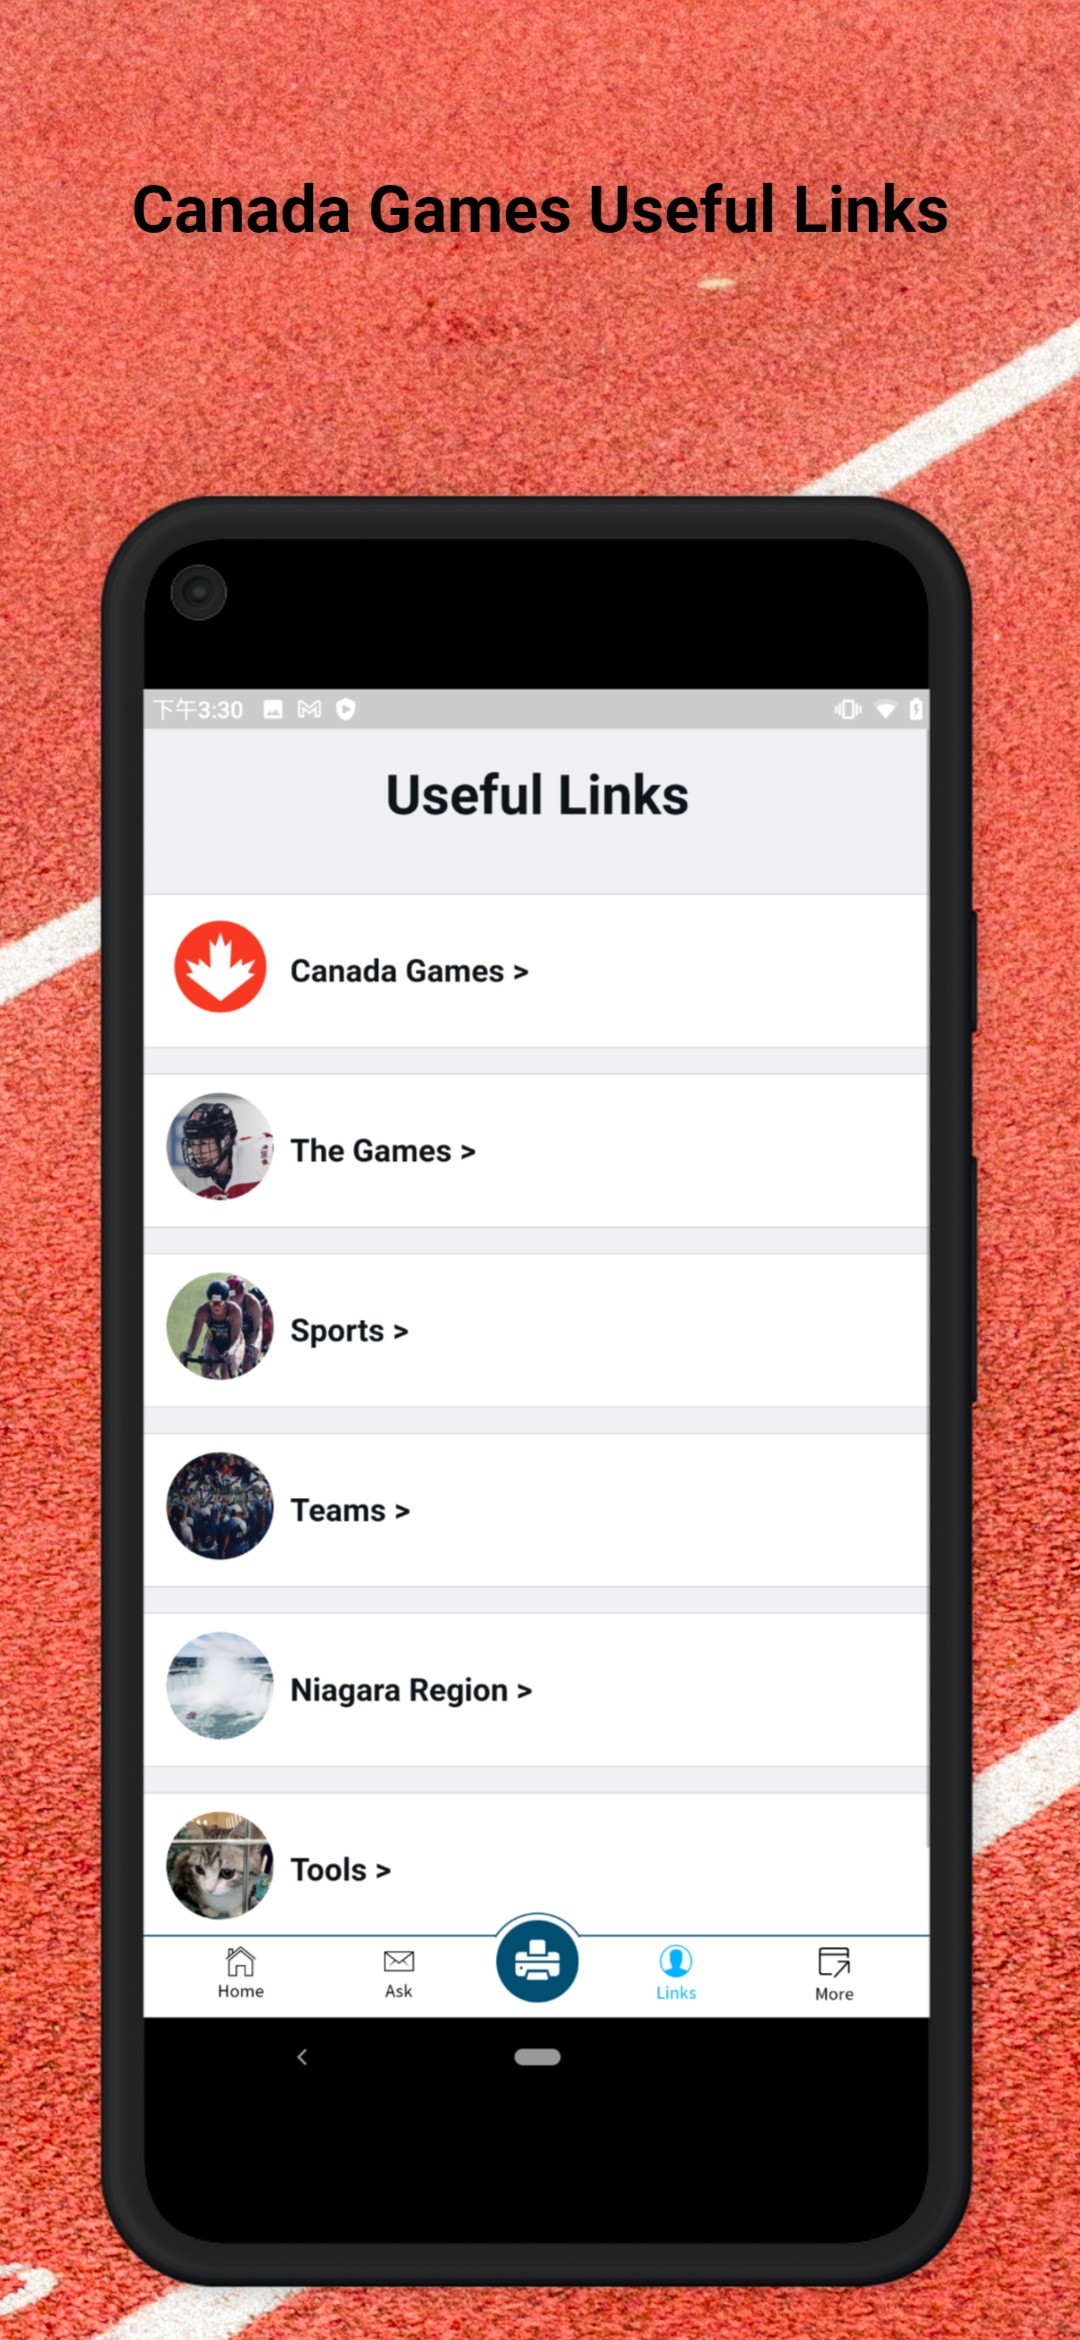 Canada Games Useful Links
下午3:30
Useful Links
Canada Games >
The Games >
Sports >
Teams >
Niagara Region >
Tools >
Home
Ask
Links
More